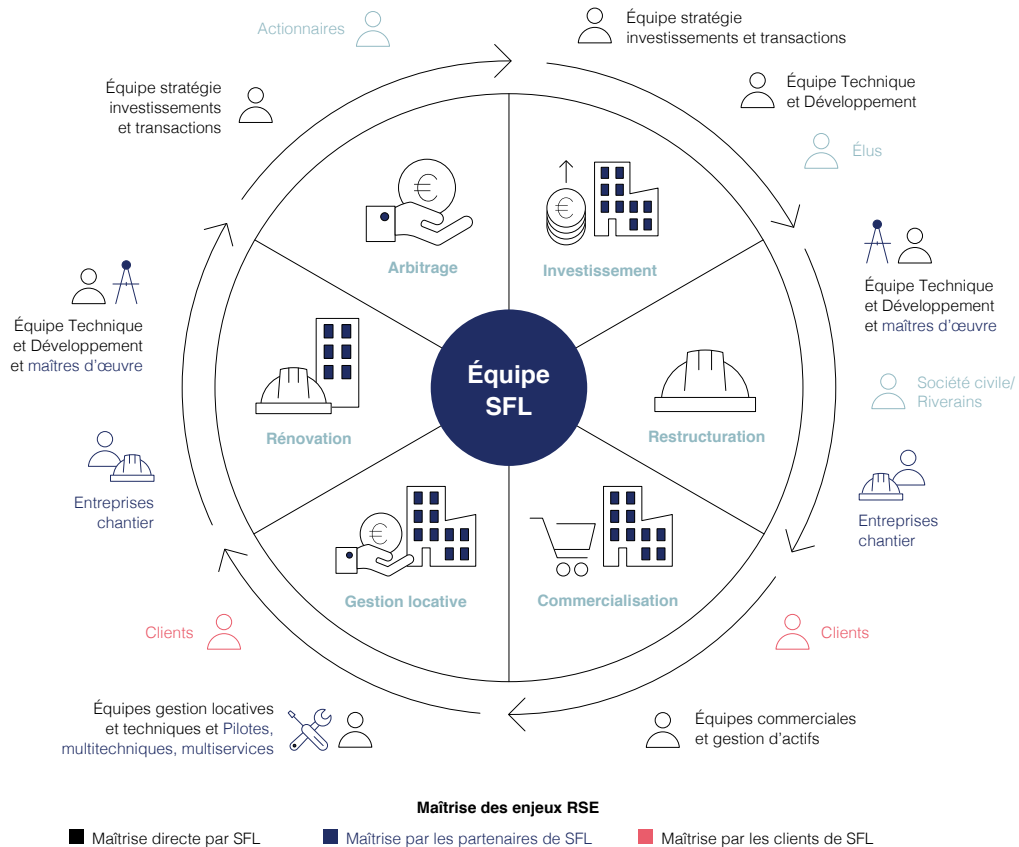 Actionnaires
Équipe stratégie
investissements et transactions
Équipe stratégie
investissements
et transactions
Équipe Technique
et Développement
Élus
Arbitrage
Investissement
Équipe Technique
et Développement
et maîtres d'œuvre
Équipe Technique
et Développement
et maîtres d'œuvre
Équipe
SFL
Société civile/
Riverains
Rénovation
Restructuration
Entreprises
chantier
Entreprises
chantier
Gestion locative
Commercialisation
Clients
Clients
Équipes gestion locatives
et techniques et Pilotes,
multitechniques, multiservices
Équipes commerciales
et gestion d'actifs
Maîtrise des enjeux RSE
Maîtrise directe par SFL
Maîtrise par les partenaires de SFL
Maîtrise par les clients de SFL